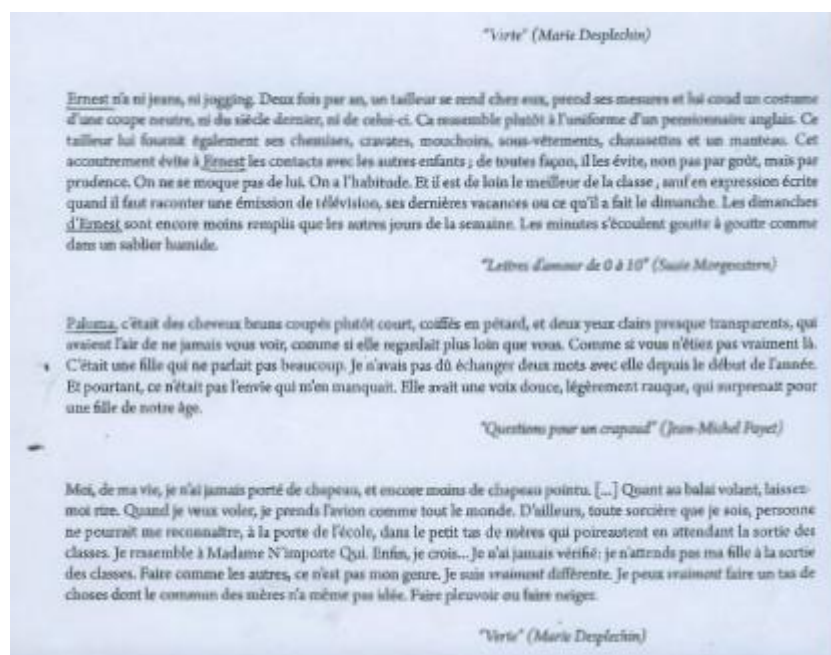 "Virte" (Marie Desplechin)
Ernest n'a ni jeans, ni jogging. Deux fois par an, un tailleur se rend chez eux, prend ses mesures et lui coud un costume
d'une coupe neutre, ni du siècle dernier, ni de celui-ci. Ca ressemble plutôt à l'uniforme d'un pensionnaire anglais. Ce
tailleur lui fournit également ses chemises, cravates, mouchoirs, sous-vêtements, chaussettes et un manteau. Cet
accoutrement évite à Ernest les contacts avec les autres enfants ; de toutes façon, il les évite, non pas par goût, mais par
prudence. On ne se moque pas de lui. On a l'habitude. Et il est de loin le meilleur de la classe , sauf en expression écrite
quand il faut raconter une émission de télévision, ses dernières vacances ou ce qu'il a fait le dimanche. Les dimanches
d'Ernest sont encore moins remplis que les autres jours de la semaine. Les minutes s'écoulent goutte à goutte comme
dans un sablier humide.
"Lettres d'amour de 0 à 10" (Susie Morgenstern)
Paloma, c'était des cheveux bruns coupés plutôt court, coiffés en pétard, et deux yeux clairs presque transparents, qui
avaient l'air de ne jamais vous voir, comme si elle regardait plus loin que vous. Comme si vous n'étiez pas vraiment là.
C'était une fille qui ne parlait pas beaucoup. Je n'avais pas dû échanger deux mots avec elle depuis le début de l'année.
Et pourtant, ce n'était pas l'envie qui m'en manquait. Elle avait une voix douce, légèrement rauque, qui surprenait pour
une fille de notre âge.
"Questions pour un crapaud" (Jean-Michel Payet)
Moi, de ma vie, je n'ai jamais porté de chapeau, et encore moins de chapeau pointu. [...] Quant au balai volant, laissez-
moi rire. Quand je veux voler, je prends l'avion comme tout le monde. D'ailleurs, toute sorcière que je sois, personne
ne pourrait me reconnaître, à la porte de l'école, dans le petit tas de mères qui poireautent en attendant la sortie des
classes. Je ressemble à Madame N'importe Qui. Enfin, je crois... Je n'ai jamais vérifié: je n'attends pas ma fille à la sortie
des classes. Faire comme les autres, ce n'est pas mon genre. Je suis vraiment différente. Je peux vraiment faire un tas de
choses dont le commun des mères n'a même pas idée. Faire pleuvoir ou faire neiger.
"Verte" (Marie Desplechin)